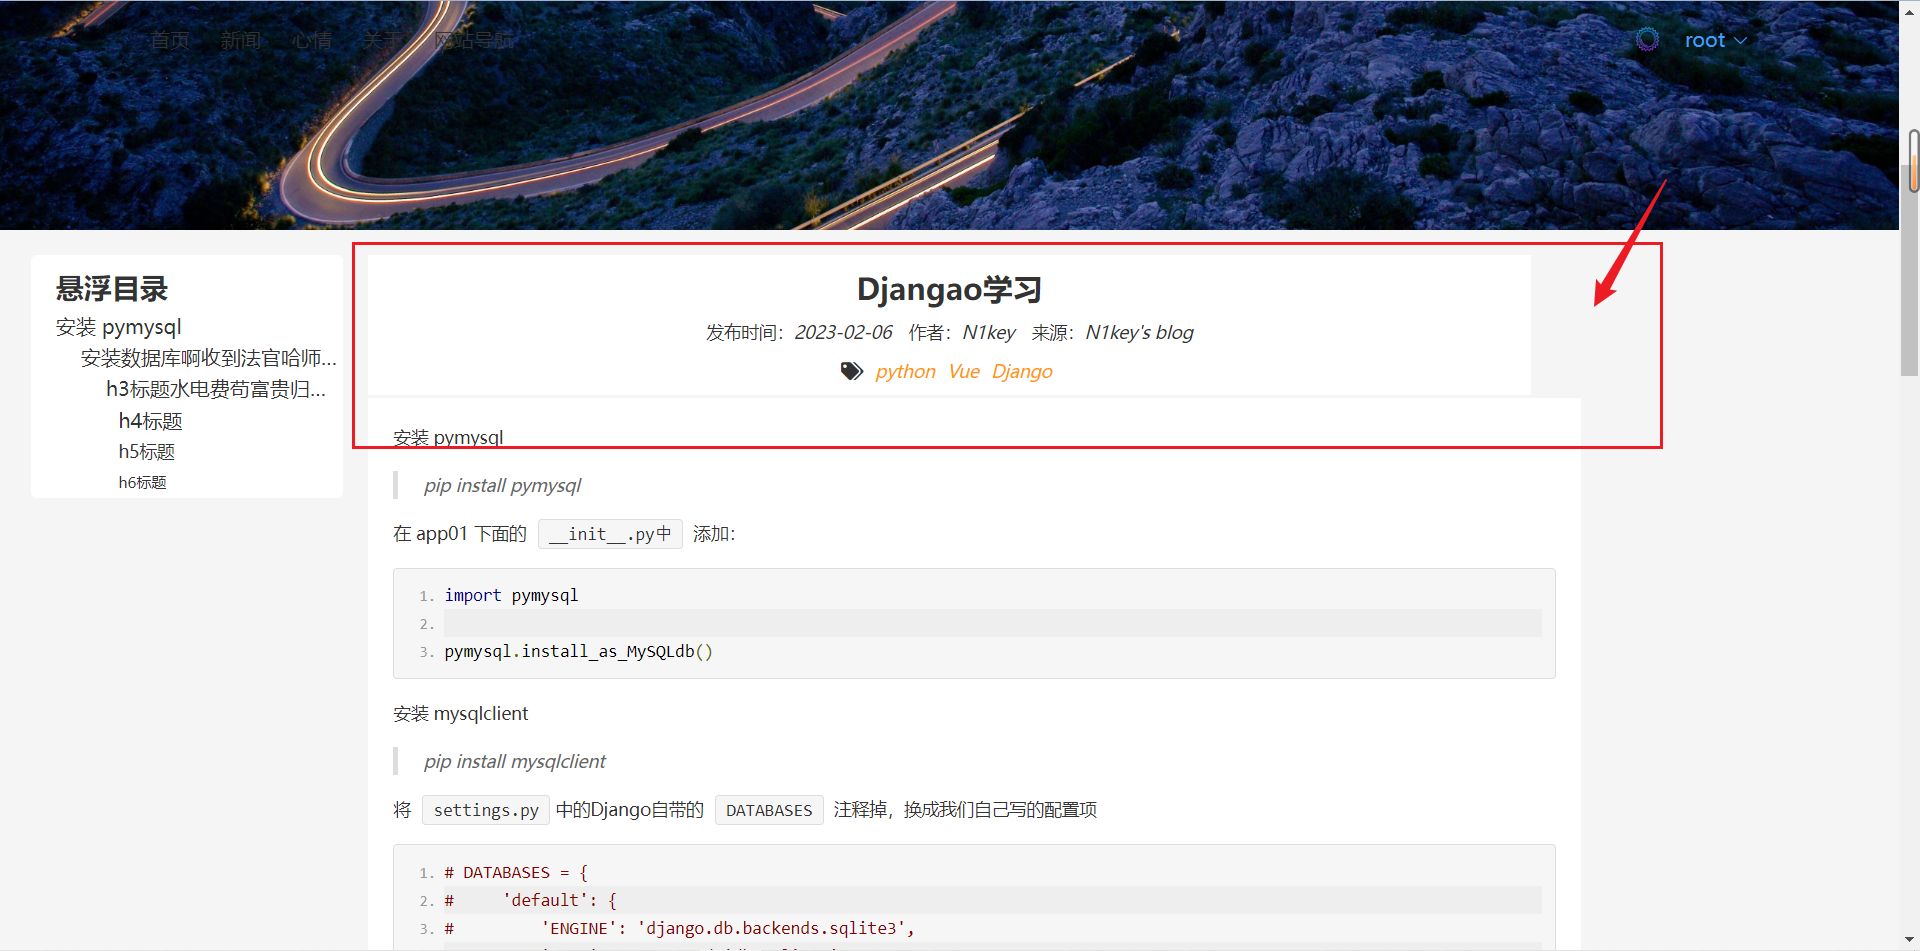 首页 新闻 心情 关于 网站导航 root
悬浮目录
安装 pymysql
安装数据库啊收到法官哈师...
h3标题水电费苟富贵归...
h4标题
h5标题
h6标题
Djangao学习
发布时间：2023-02-06 作者：N1key 来源：N1key's blog
python Vue Django
安装 pymysql
pip install pymysql
在 app01 下面的 __init__.py中 添加：
1. import pymysql
2.
3. pymysql.install_as_MySQLdb()
安装 mysqlclient
pip install mysqlclient
将 settings.py 中的Django自带的 DATABASES 注释掉，换成我们自己写的配置项
1. # DATABASES = {
2. #     'default': {
3. #         'ENGINE': 'django.db.backends.sqlite3',